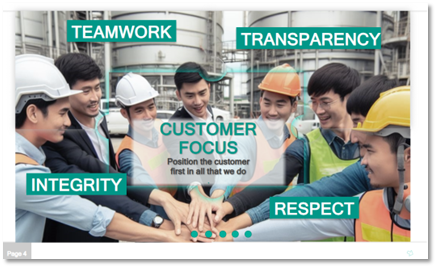 TEAMWORK
TRANSPARENCY
CUSTOMER
FOCUS
Position the customer
first in all that we do
INTEGRITY
RESPECT
Page 4